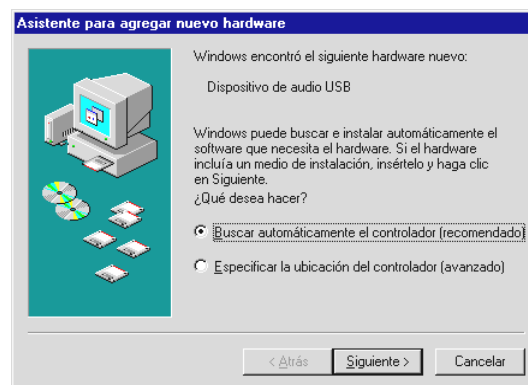 Asistente para agregar nuevo hardware
Windows encontró el siguiente hardware nuevo:
Dispositivo de audio USB
Windows puede buscar e instalar automáticamente el
software que necesita el hardware. Si el hardware
incluía un medio de instalación, insértelo y haga clic
en Siguiente.
¿Qué desea hacer?
Buscar automáticamente el controlador (recomendado)
Especificar la ubicación del controlador (avanzado)
< Atrás
Siguiente >
Cancelar